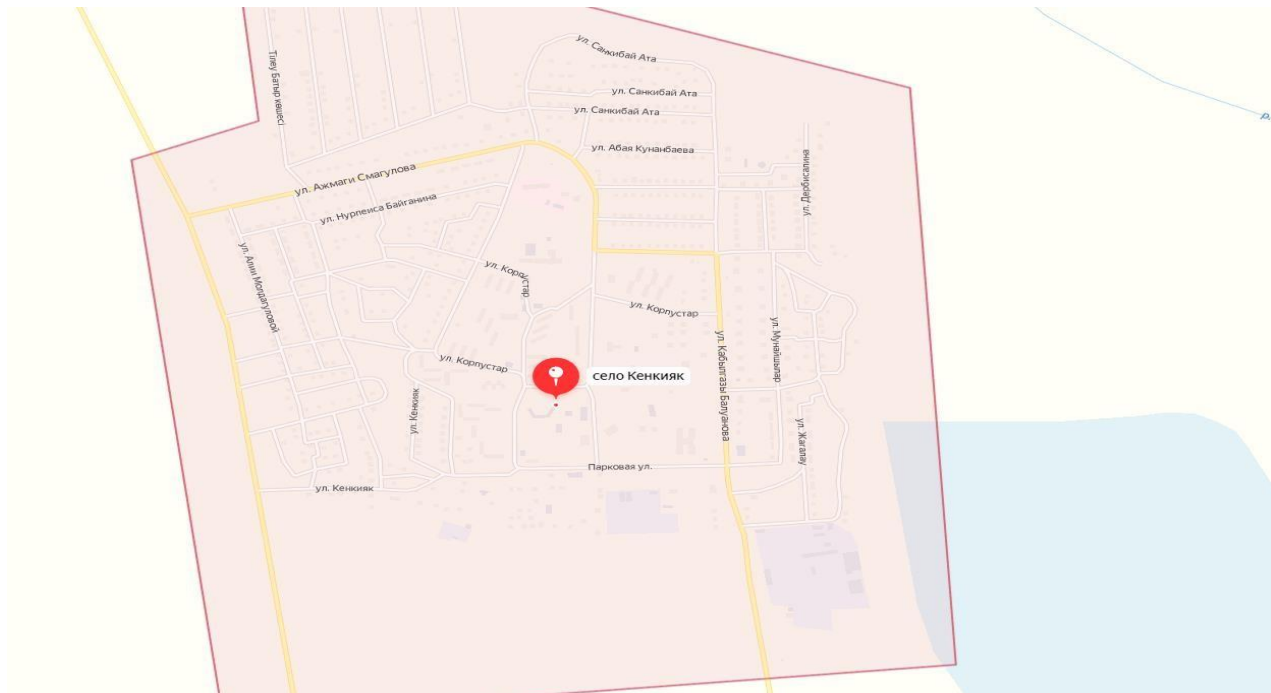 ул. Санкибай Ата
Тілеу Батыр көшесі
ул. Санкибай Ата
ул. Санкибай Ата
р.
ул. Абая Кунанбаева
ул. Ажмаги Смагулова
ул. Дербисалина
ул. Нурпеиса Байганина
ул. Алии Молдагуловой
ул. Корпустар
ул. Корпустар
ул. Мунайшылар
ул. Кабылгазы Балуанова
ул. Корпустар
село Кенкияк
ул. Кенкияк
ул. Жагалау
Парковая ул.
ул. Кенкияк